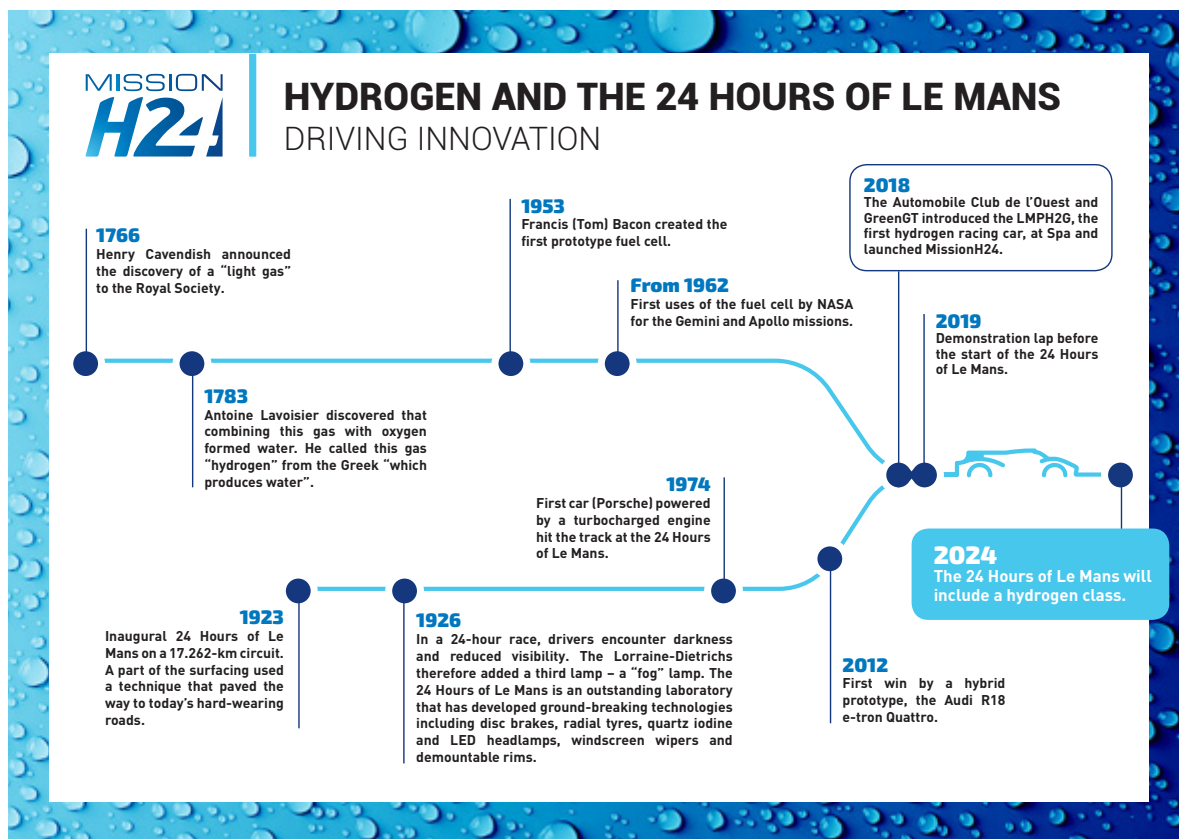 MISSION
H24
HYDROGEN AND THE 24 HOURS OF LE MANS
DRIVING INNOVATION
1766
Henry Cavendish announced
the discovery of a “light gas”
to the Royal Society.
1783
Antoine Lavoisier discovered that
combining this gas with oxygen
formed water. He called this gas
“hydrogen” from the Greek “which
produces water”.
1953
Francis (Tom) Bacon created the
first prototype fuel cell.
From 1962
First uses of the fuel cell by NASA
for the Gemini and Apollo missions.
2018
The Automobile Club de l’Ouest and
GreenGT introduced the LMPH2G, the
first hydrogen racing car, at Spa and
launched MissionH24.
2019
Demonstration lap before
the start of the 24 Hours
of Le Mans.
1923
Inaugural 24 Hours of Le
Mans on a 17.262-km circuit.
A part of the surfacing used
a technique that paved the
way to today’s hard-wearing
roads.
1926
In a 24-hour race, drivers encounter darkness
and reduced visibility. The Lorraine-Dietrichs
therefore added a third lamp – a “fog” lamp. The
24 Hours of Le Mans is an outstanding laboratory
that has developed ground-breaking technologies
including disc brakes, radial tyres, quartz iodine
and LED headlamps, windscreen wipers and
demountable rims.
1974
First car (Porsche) powered
by a turbocharged engine
hit the track at the 24 Hours
of Le Mans.
2012
First win by a hybrid
prototype, the Audi R18
e-tron Quattro.
2024
The 24 Hours of Le Mans will
include a hydrogen class.